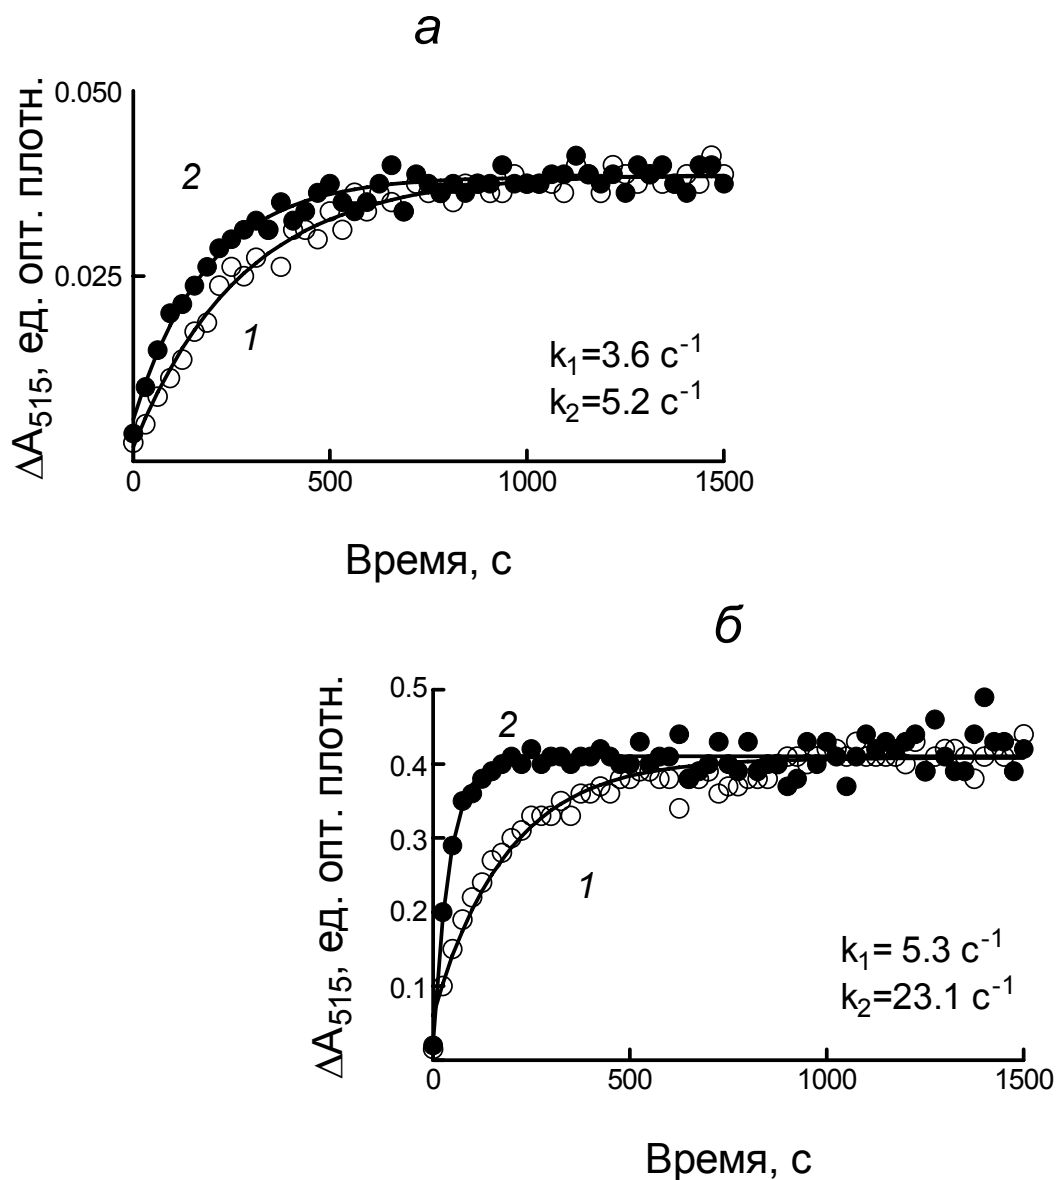 а
ΔA515, ед. опт. плотн.
0.050
0.025
2
1
k1=3.6 c-1
k2=5.2 c-1
0 500 1000 1500
Время, с
б
ΔA515, ед. опт. плотн.
0.5
0.4
0.3
0.2
0.1
2
1
k1= 5.3 c-1
k2=23.1 c-1
0 500 1000 1500
Время, с